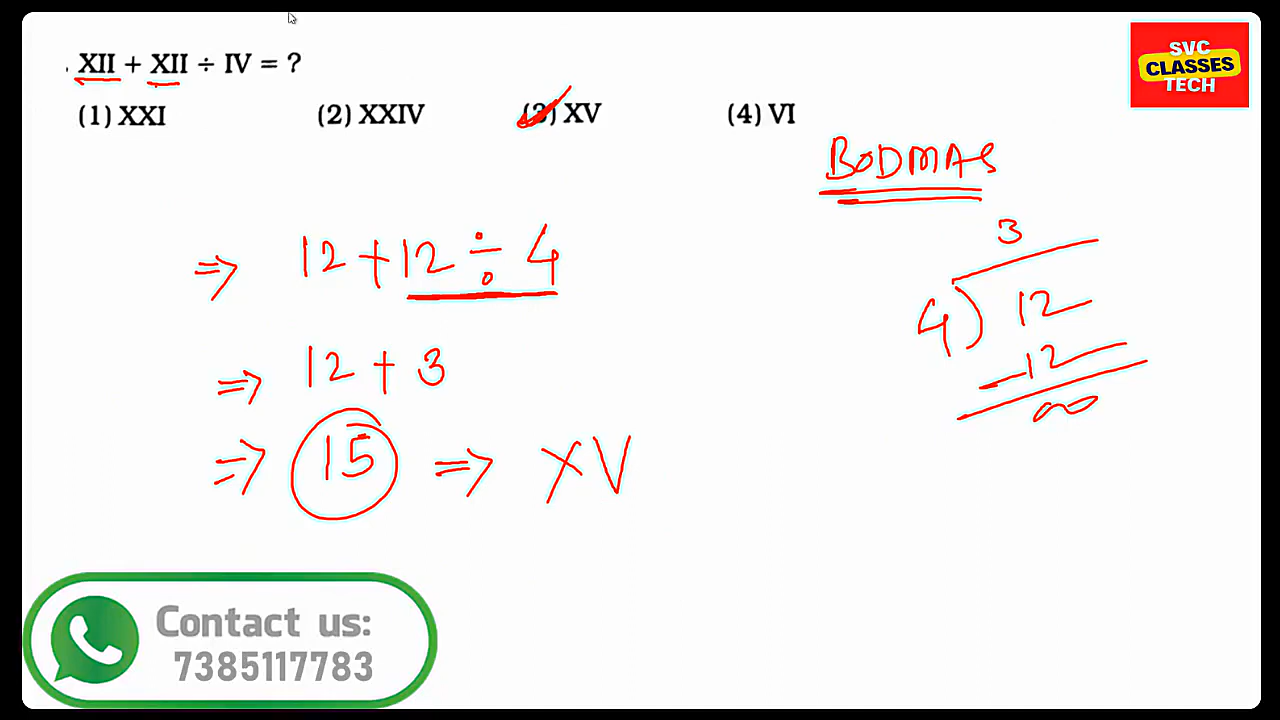 XII + XII ÷ IV = ?
(1) XXI (2) XXIV (3) XV (4) VI
SVC
CLASSES
TECH
BODMAS
⇒ 12 + 12 ÷ 4
⇒ 12 + 3
⇒ 15 ⇒ XV
3
4) 12
- 12
00
Contact us:
7385117783